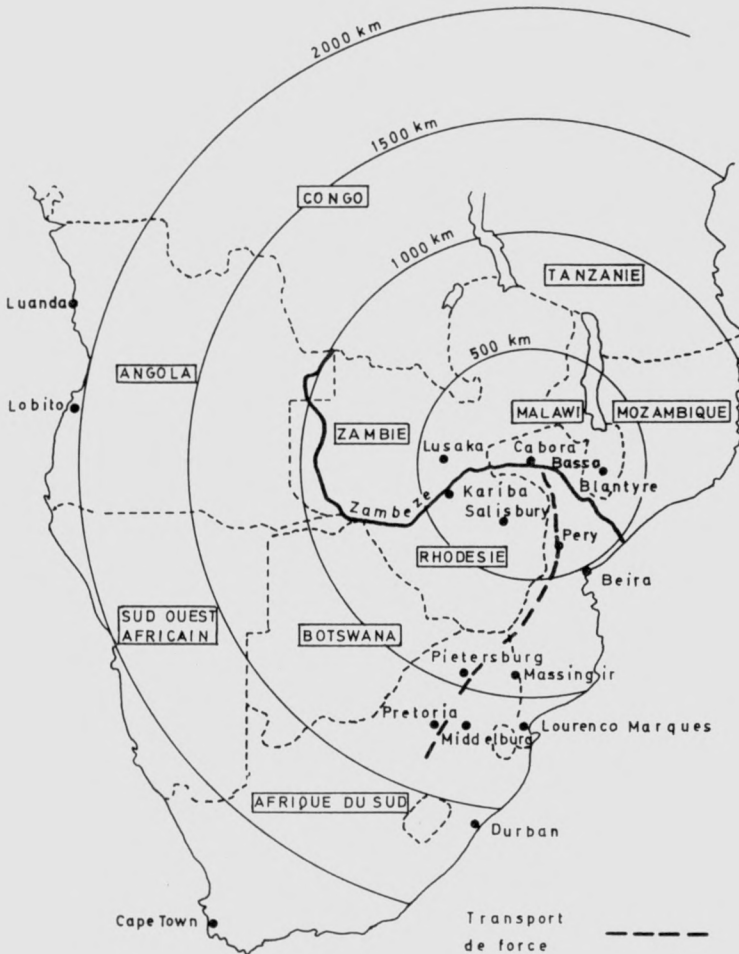 2000 km
1500 km
CONGO
1000 km
TANZANIE
Luanda
500 km
ANGOLA
Lobito
MALAWI
MOZAMBIQUE
ZAMBIE
Lusaka
Cabora
Bassa
Blantyre
Zambeze
Kariba
Salisbury
Pery
RHODESIE
Beira
SUD OUEST
AFRICAIN
BOTSWANA
Pietersburg
Massingir
Pretoria
Middelburg
Lourenco Marques
AFRIQUE DU SUD
Durban
Cape Town
Transport
de force